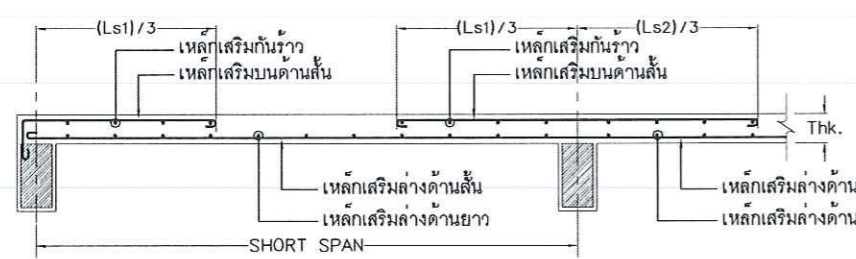 (Ls1)/3 (Ls1)/3 (Ls2)/3
เหล็กเสริมกันร้าว เหล็กเสริมกันร้าว
เหล็กเสริมบนด้านสั้น เหล็กเสริมบนด้านสั้น
Thk.
เหล็กเสริมล่างด้านสั้น เหล็กเสริมล่างด้าน
เหล็กเสริมล่างด้านยาว เหล็กเสริมล่างด้าน
SHORT SPAN